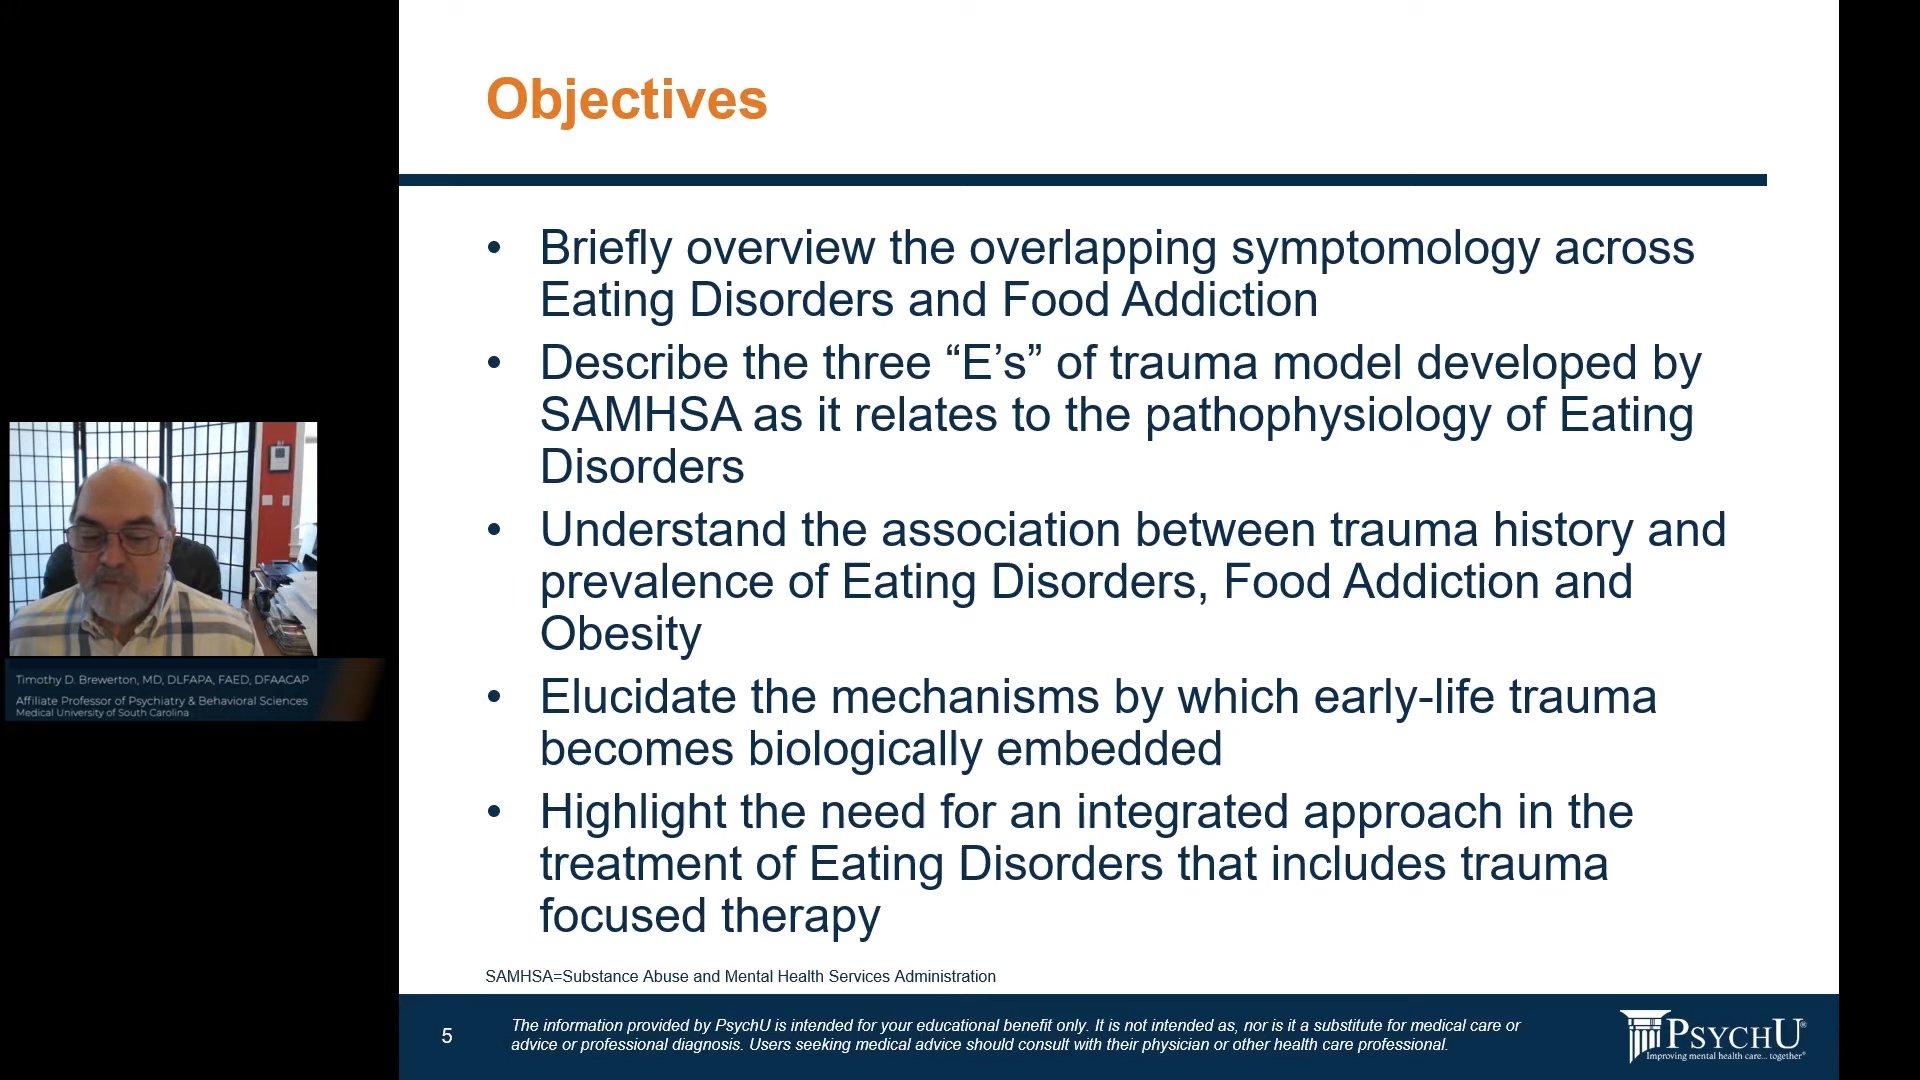 Objectives
• Briefly overview the overlapping symptomology across
Eating Disorders and Food Addiction
• Describe the three “E’s” of trauma model developed by
SAMHSA as it relates to the pathophysiology of Eating
Disorders
• Understand the association between trauma history and
prevalence of Eating Disorders, Food Addiction and
Obesity
• Elucidate the mechanisms by which early-life trauma
becomes biologically embedded
• Highlight the need for an integrated approach in the
treatment of Eating Disorders that includes trauma
focused therapy
SAMHSA=Substance Abuse and Mental Health Services Administration
Timothy D. Brewerton, MD, DLFAPA, FAED, DFAACAP
Affiliate Professor of Psychiatry & Behavioral Sciences
Medical University of South Carolina
5
The information provided by PsychU is intended for your educational benefit only. It is not intended as, nor is it a substitute for medical care or
advice or professional diagnosis. Users seeking medical advice should consult with their physician or other health care professional.
PSYCHU®
Improving mental health care... together®